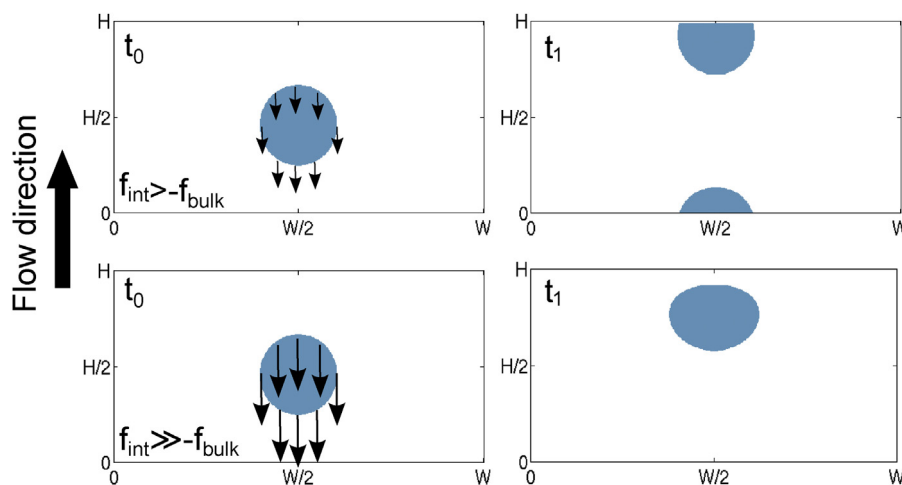 Flow direction
H
t₀
H/2
f_int>-f_bulk
0
0
W/2
W
H
t₁
H/2
0
0
W/2
W
H
t₀
H/2
f_int≫-f_bulk
0
0
W/2
W
H
t₁
H/2
0
0
W/2
W